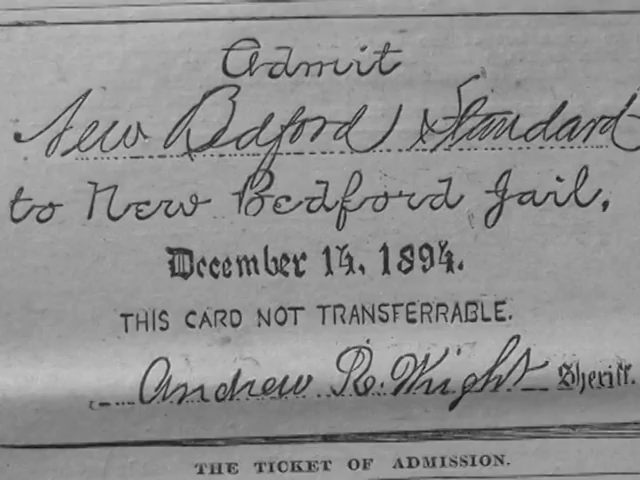 Admit
New Bedford Standard
to New Bedford Jail,
December 14, 1894.
THIS CARD NOT TRANSFERRABLE.
Andrew R. Wright Sheriff.
THE TICKET OF ADMISSION.